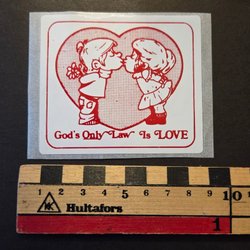 God's Only Law Is LOVE
1 2 3 4 5 6 7 8 9 10
Hultafors
1